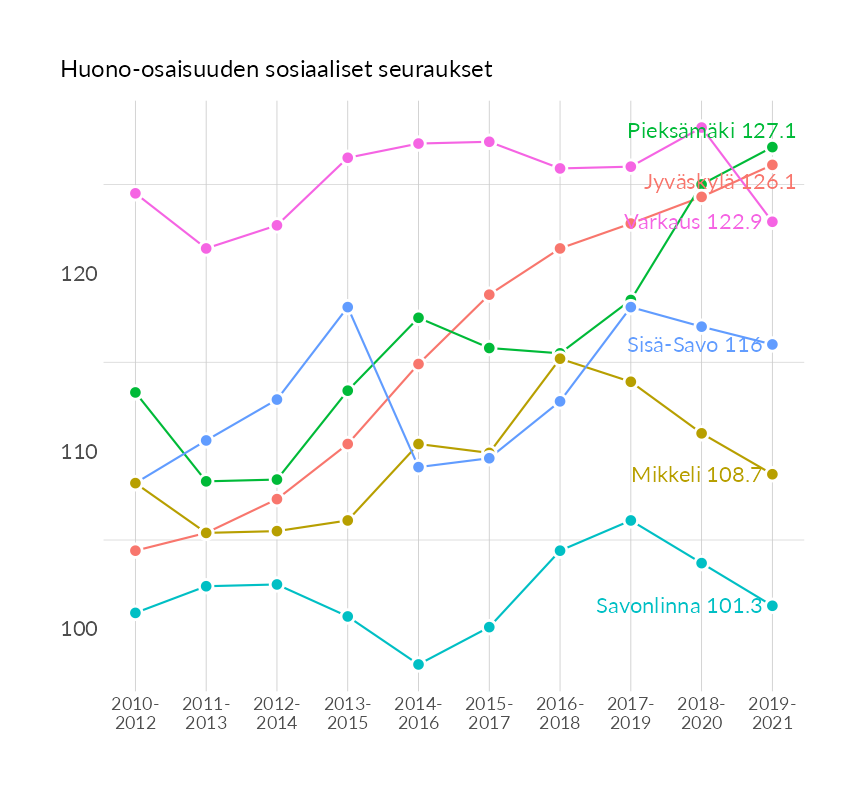 Huono-osaisuuden sosiaaliset seuraukset
Pieksämäki 127.1
Jyväskylä 126.1
Varkaus 122.9
120
Sisä-Savo 116
110
Mikkeli 108.7
Savonlinna 101.3
100
2010- 2011- 2012- 2013- 2014- 2015- 2016- 2017- 2018- 2019-
2012 2013 2014 2015 2016 2017 2018 2019 2020 2021